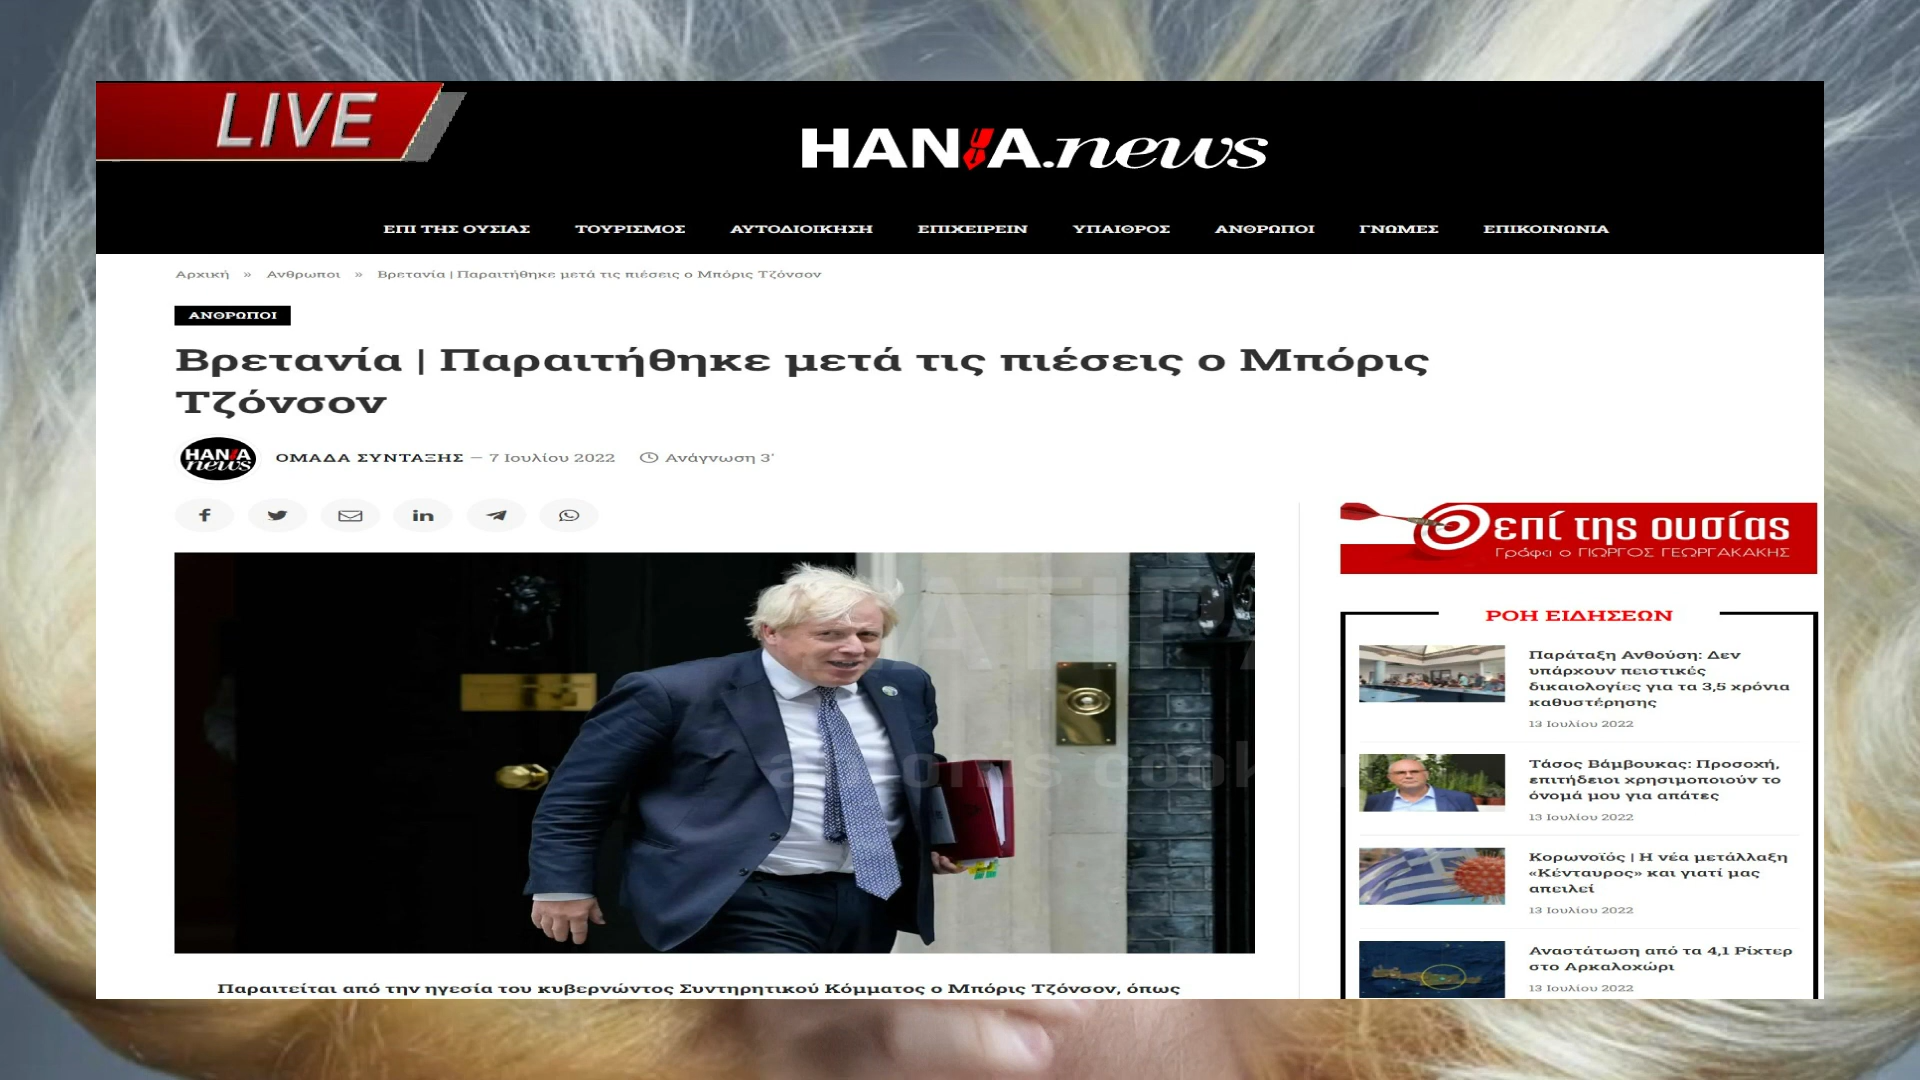 LIVE
HANIA.news
ΕΠΙ ΤΗΣ ΟΥΣΙΑΣ ΤΟΥΡΙΣΜΟΣ ΑΥΤΟΔΙΟΙΚΗΣΗ ΕΠΙΧΕΙΡΕΙΝ ΥΠΑΙΘΡΟΣ ΑΝΘΡΩΠΟΙ ΓΝΩΜΕΣ ΕΠΙΚΟΙΝΩΝΙΑ
Αρχική » Ανθρωποι » Βρετανία | Παραιτήθηκε μετά τις πιέσεις ο Μπόρις Τζόνσον
ΑΝΘΡΩΠΟΙ
Βρετανία | Παραιτήθηκε μετά τις πιέσεις ο Μπόρις
Τζόνσον
HANIA
news
ΟΜΑΔΑ ΣΥΝΤΑΞΗΣ — 7 Ιουλίου 2022 Ανάγνωση 3'
επί της ουσίας
Γράφει ο ΓΙΩΡΓΟΣ ΓΕΩΡΓΑΚΑΚΗΣ
ΡΟΗ ΕΙΔΗΣΕΩΝ
Παράταξη Ανθούση: Δεν
υπάρχουν πειστικές
δικαιολογίες για τα 3,5 χρόνια
καθυστέρησης
13 Ιουλίου 2022
Τάσος Βάμβουκας: Προσοχή,
επιτήδειοι χρησιμοποιούν το
όνομά μου για απάτες
13 Ιουλίου 2022
Κορωνοϊός | Η νέα μετάλλαξη
«Κένταυρος» και γιατί μας
απειλεί
13 Ιουλίου 2022
Αναστάτωση από τα 4,1 Ρίχτερ
στο Αρκαλοχώρι
13 Ιουλίου 2022
Παραιτείται από την ηγεσία του κυβερνώντος Συντηρητικού Κόμματος ο Μπόρις Τζόνσον, όπως